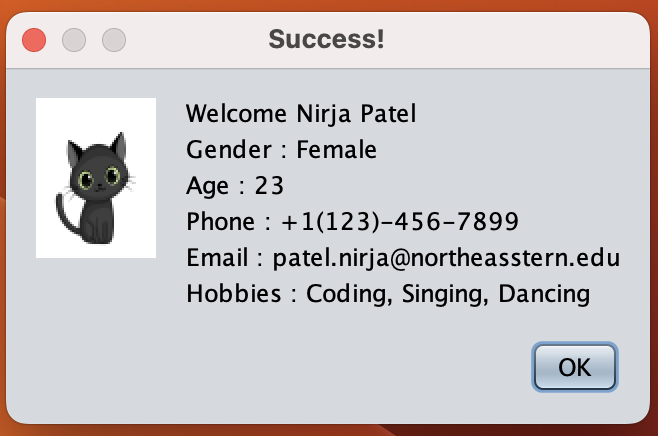 Success!
Welcome Nirja Patel
Gender : Female
Age : 23
Phone : +1(123)-456-7899
Email : patel.nirja@northeasstern.edu
Hobbies : Coding, Singing, Dancing
OK